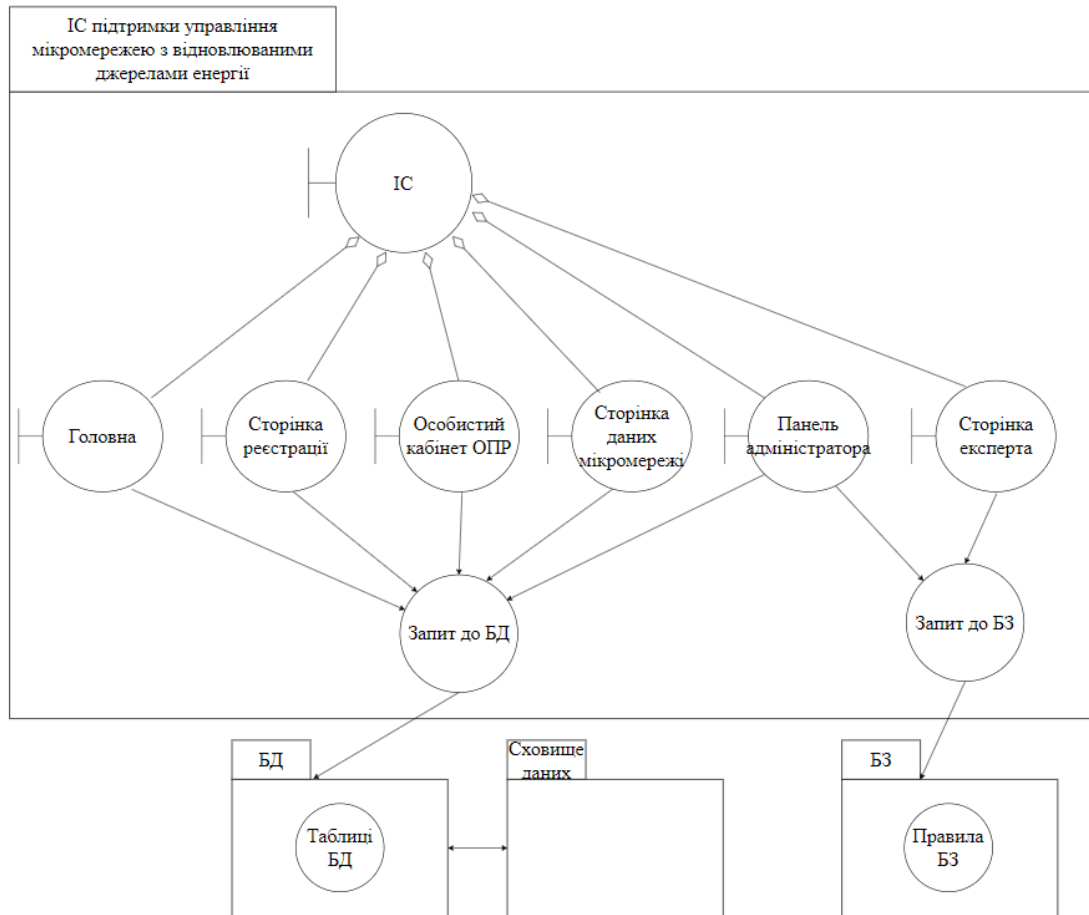 ІС підтримки управління
мікромережею з відновлюваними
джерелами енергії
ІС
Головна
Сторінка
реєстрації
Особистий
кабінет ОПР
Сторінка
даних
мікромережі
Панель
адміністратора
Сторінка
експерта
Запит до БД
Запит до БЗ
БД
Сховище
даних
БЗ
Таблиці
БД
Правила
БЗ